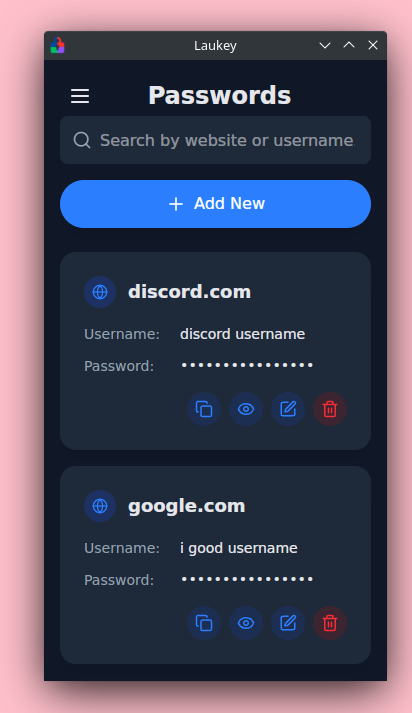 Laukey
Passwords
Search by website or username.
Add New
discord.com
Username: discord username
Password: ••••••••••••••••
google.com
Username: i good username
Password: ••••••••••••••••